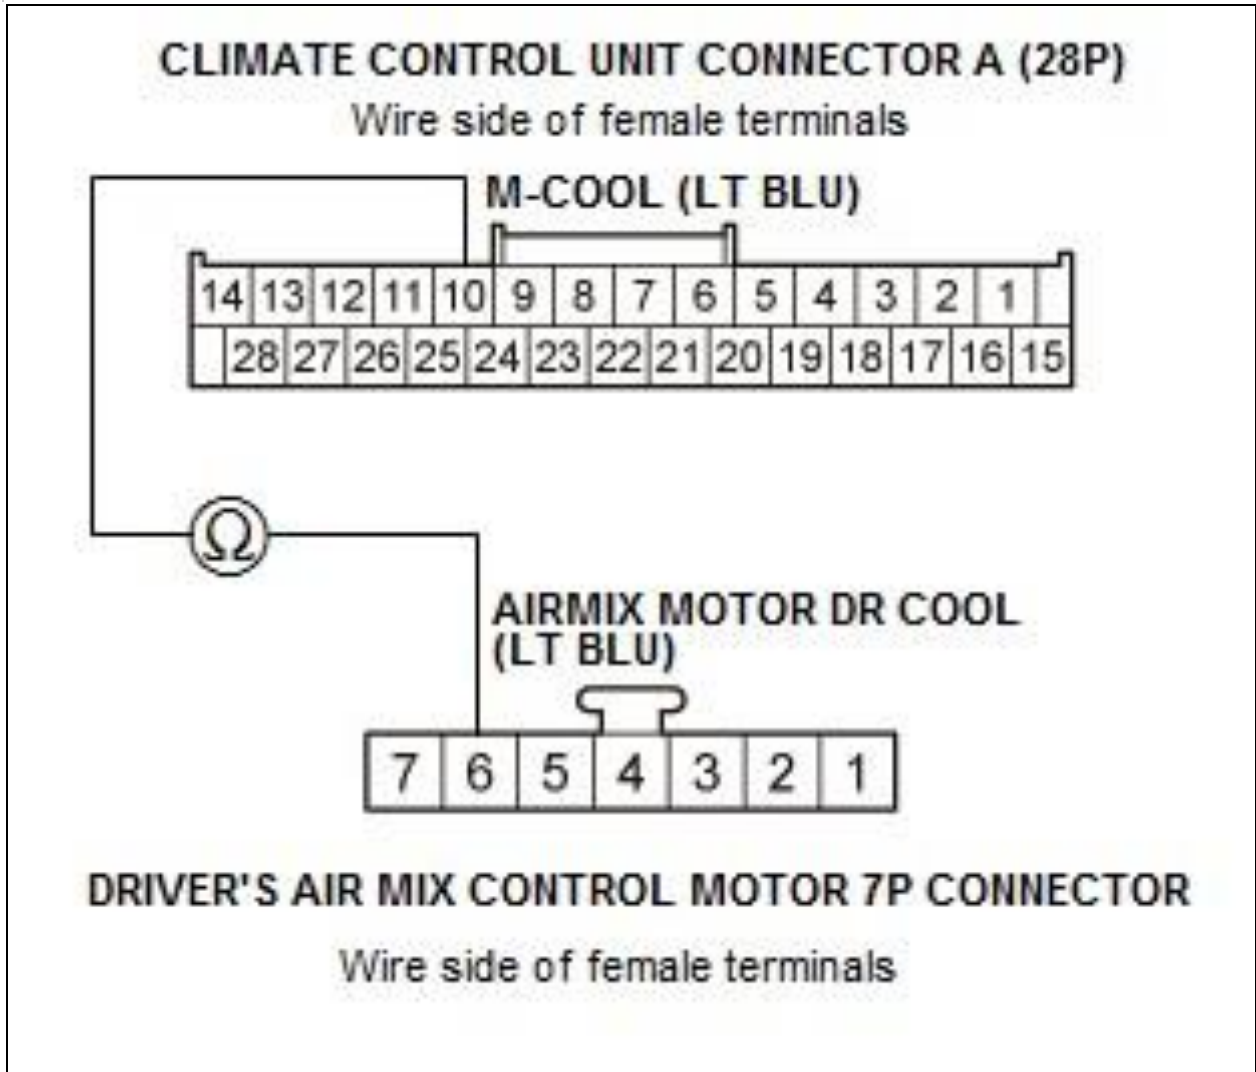 CLIMATE CONTROL UNIT CONNECTOR A (28P)
Wire side of female terminals
M-COOL (LT BLU)
14 13 12 11 10 9 8 7 6 5 4 3 2 1
28 27 26 25 24 23 22 21 20 19 18 17 16 15
Ω
AIRMIX MOTOR DR COOL
(LT BLU)
7 6 5 4 3 2 1
DRIVER'S AIR MIX CONTROL MOTOR 7P CONNECTOR
Wire side of female terminals